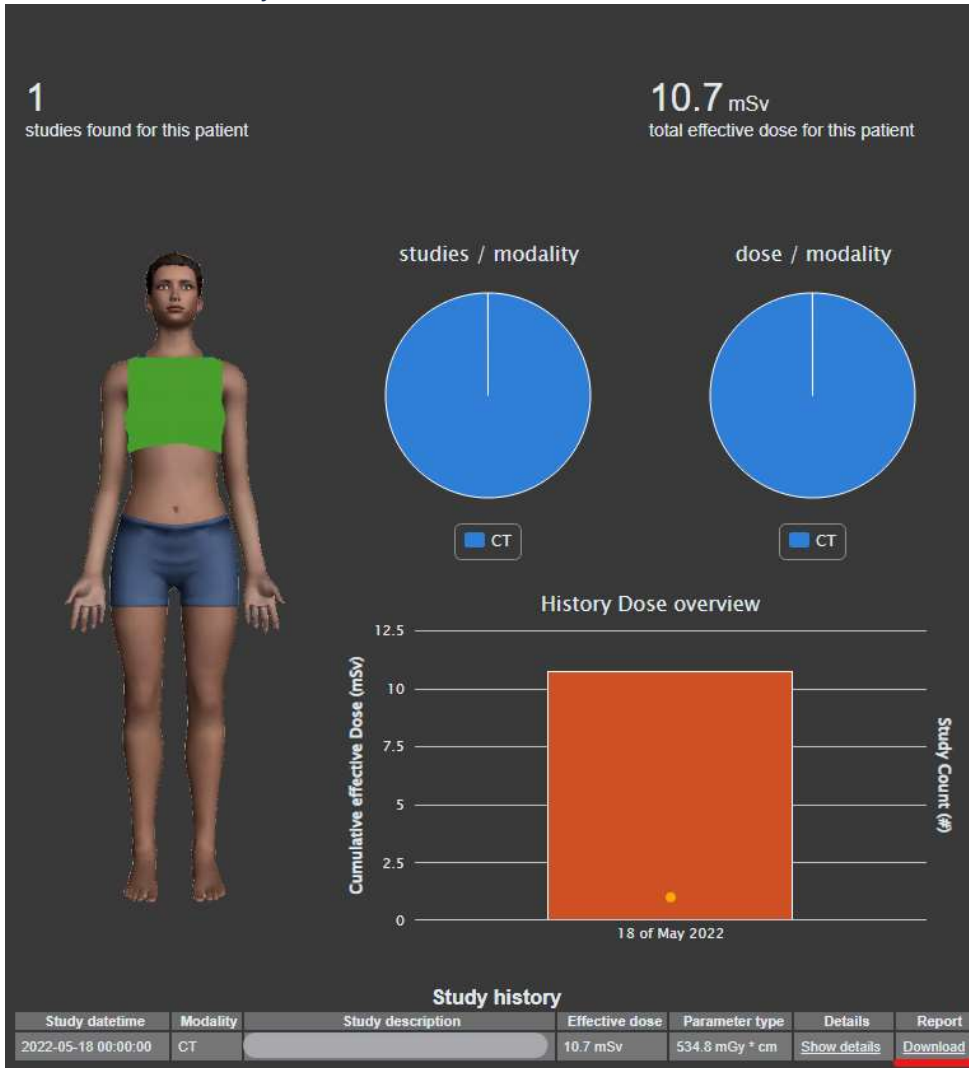 1
studies found for this patient
10.7 mSv
total effective dose for this patient
studies / modality
CT
dose / modality
CT
History Dose overview
Cumulative effective Dose (mSv)
12.5
10
7.5
5
2.5
0
18 of May 2022
Study Count (#)
Study history
Study datetime Modality Study description Effective dose Parameter type Details Report
2022-05-18 00:00:00 CT 10.7 mSv 534.8 mGy * cm Show details Download